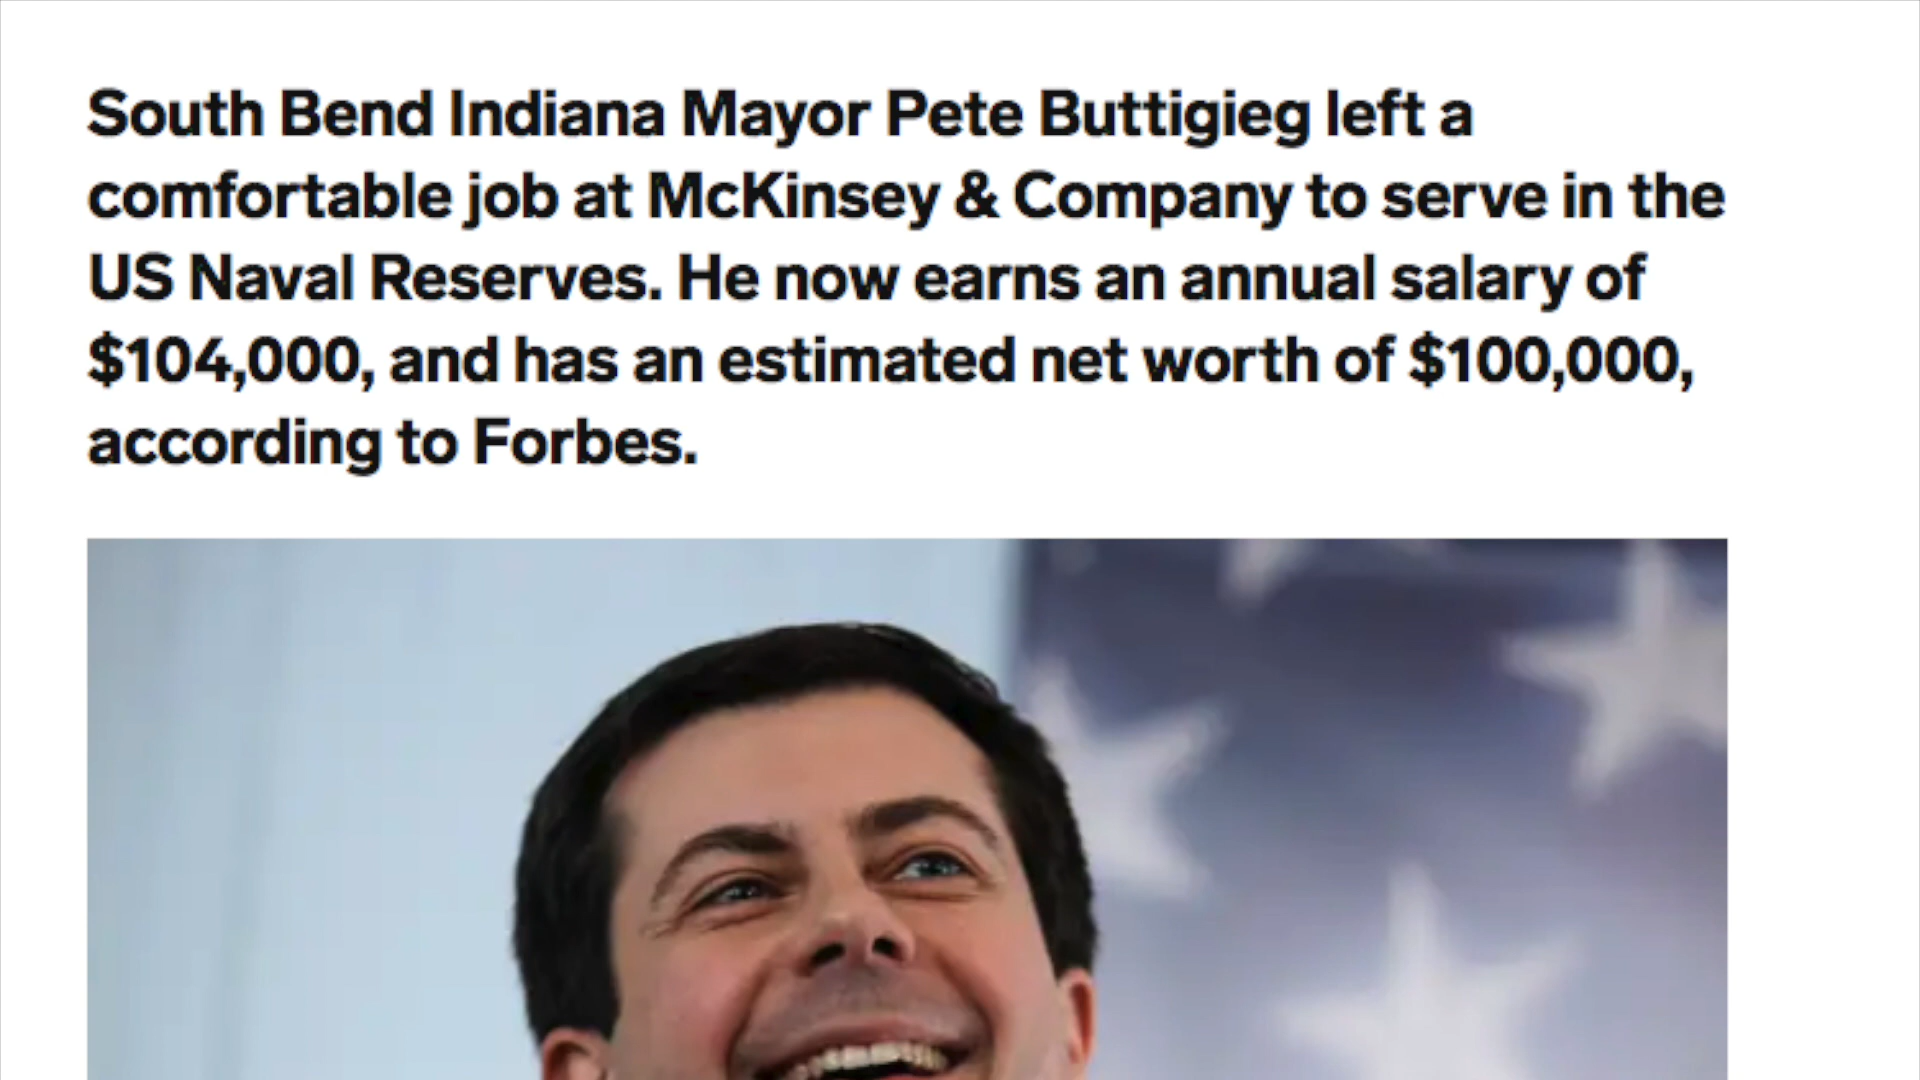 South Bend Indiana Mayor Pete Buttigieg left a
comfortable job at McKinsey & Company to serve in the
US Naval Reserves. He now earns an annual salary of
$104,000, and has an estimated net worth of $100,000,
according to Forbes.